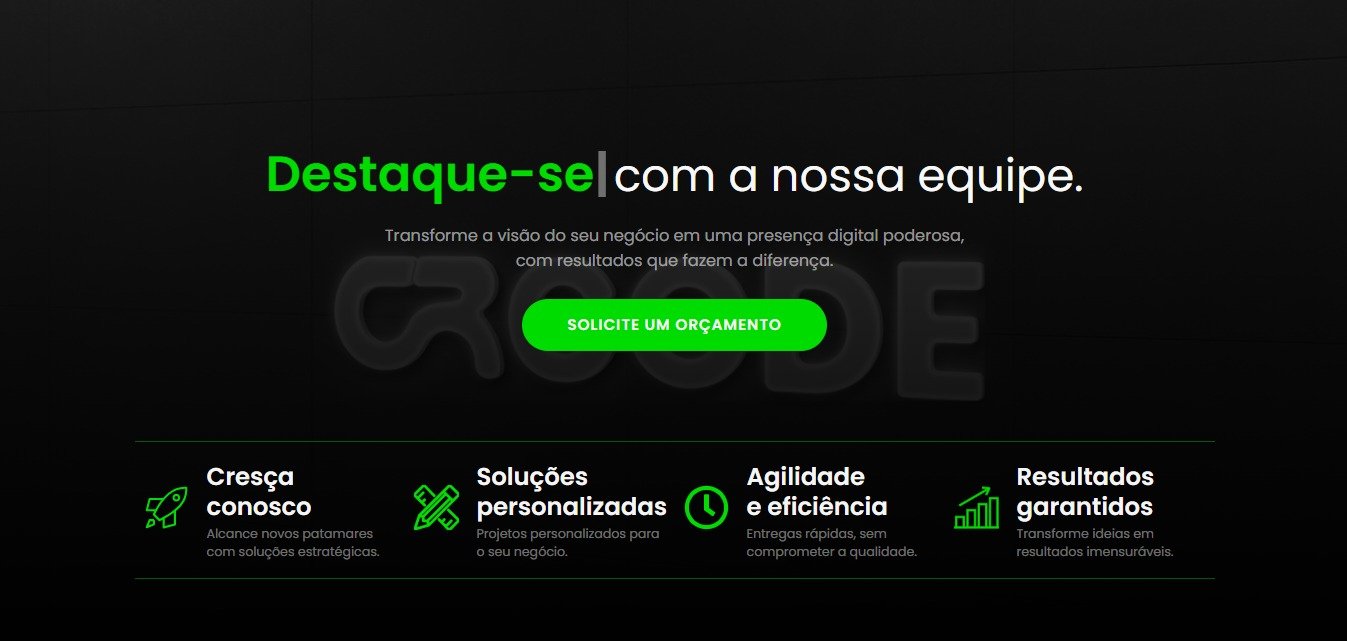 Destaque-se com a nossa equipe.
Transforme a visão do seu negócio em uma presença digital poderosa,
com resultados que fazem a diferença.
CRCODE
SOLICITE UM ORÇAMENTO
Cresça
conosco
Alcance novos patamares
com soluções estratégicas.
Soluções
personalizadas
Projetos personalizados para
o seu negócio.
Agilidade
e eficiência
Entregas rápidas, sem
comprometer a qualidade.
Resultados
garantidos
Transforme ideias em
resultados imensuráveis.